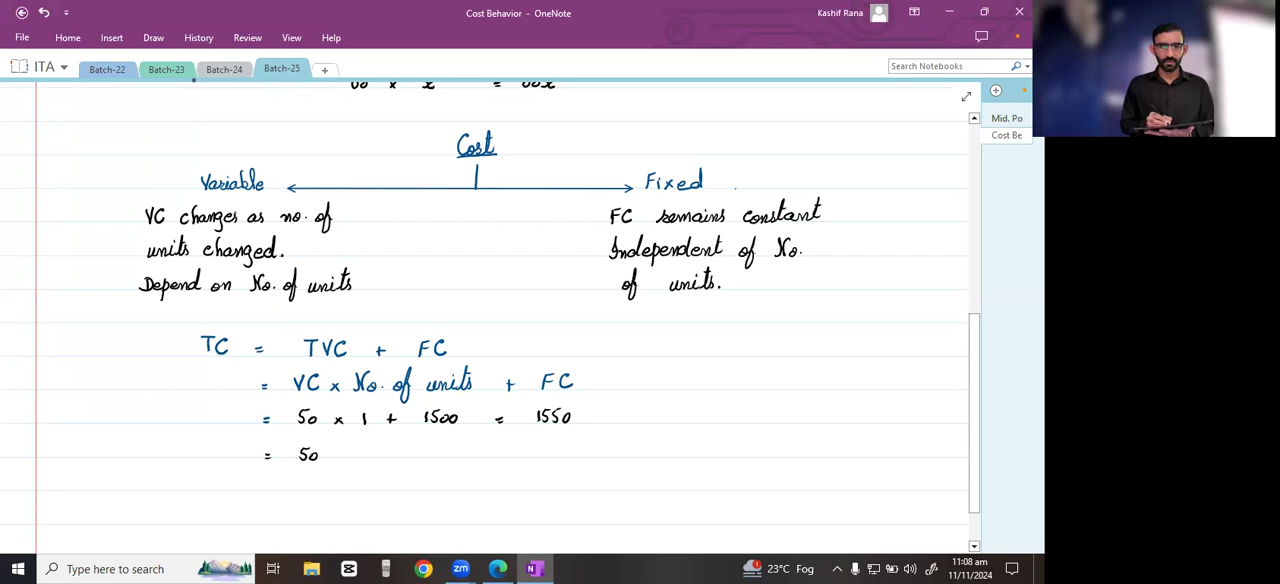 Cost Behavior - OneNote
Kashif Rana
File Home Insert Draw History Review View Help
ITA Batch-22 Batch-23 Batch-24 Batch-25
Search Notebooks
Mid. Po
Cost Be
Cost
Variable
Fixed
VC changes as no. of
units changed.
Depend on No. of units
FC remains constant
Independent of No.
of units.
TC = TVC + FC
= VC × No. of units + FC
= 50 × 1 + 1500 = 1550
= 50
Type here to search
zm
1
23°C Fog
11:08 am
11/11/2024